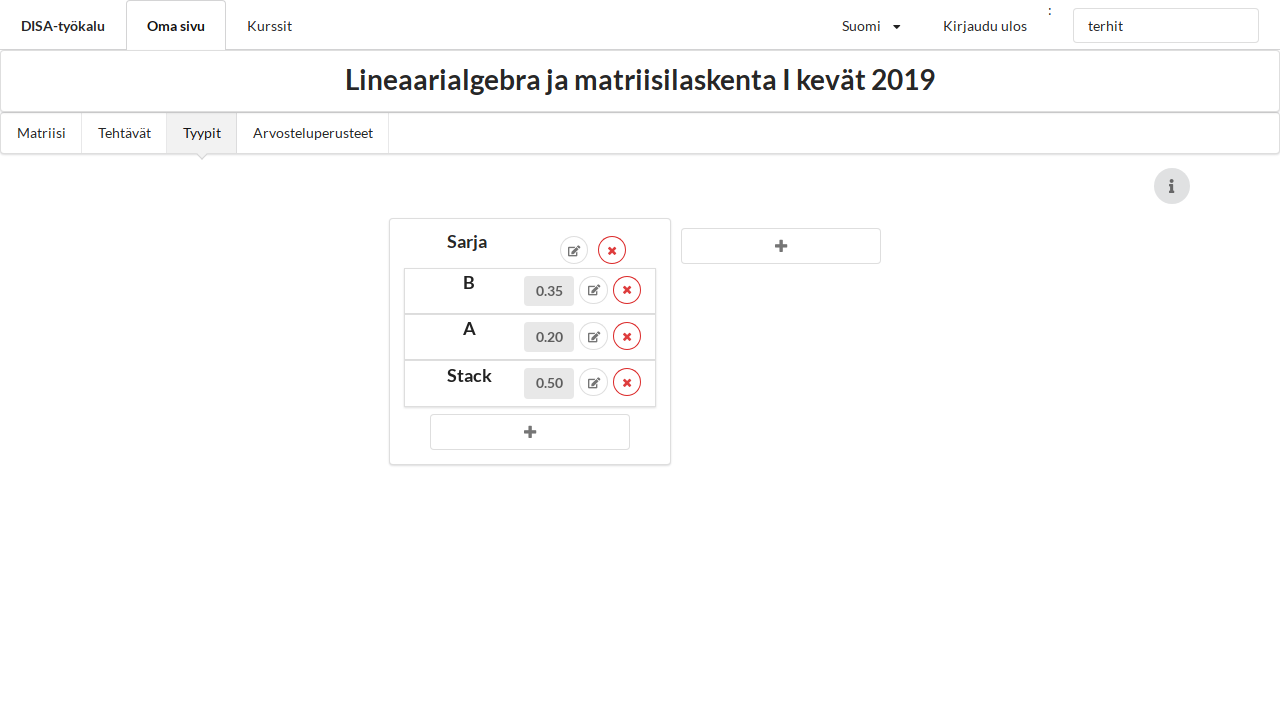 DISA-työkalu Oma sivu Kurssit Suomi Kirjaudu ulos : terhit
Lineaarialgebra ja matriisilaskenta I kevät 2019
Matriisi Tehtävät Tyypit Arvosteluperusteet
Sarja
B 0.35
A 0.20
Stack 0.50